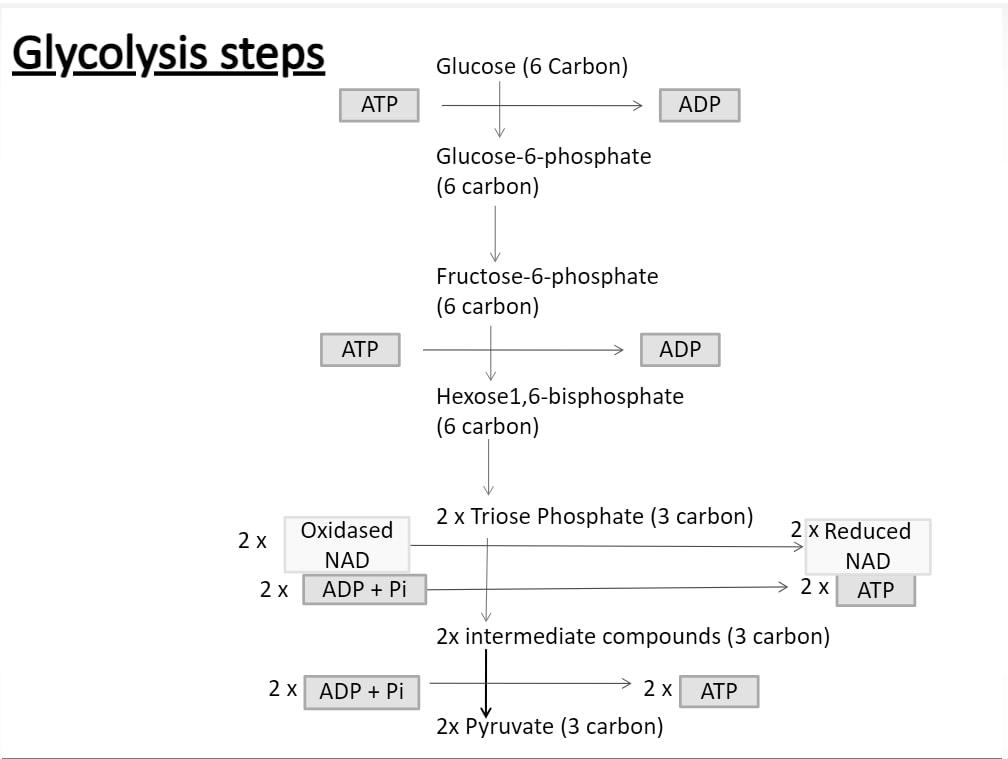 Glycolysis steps
Glucose (6 Carbon)
ATP
ADP
Glucose-6-phosphate
(6 carbon)
Fructose-6-phosphate
(6 carbon)
ATP
ADP
Hexose1,6-bisphosphate
(6 carbon)
2 x Triose Phosphate (3 carbon)
2 x
Oxidased
NAD
2 x
Reduced
NAD
2 x
ADP + Pi
2 x
ATP
2x intermediate compounds (3 carbon)
2 x
ADP + Pi
2 x
ATP
2x Pyruvate (3 carbon)